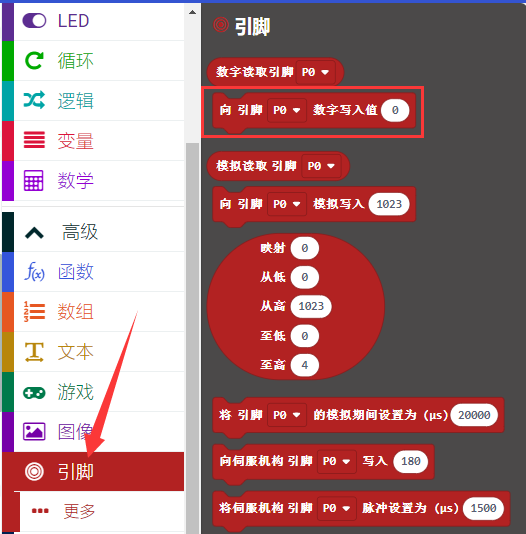 LED
循环
逻辑
变量
数学
高级
函数
数组
文本
游戏
图像
引脚
更多
引脚
数字读取引脚 P0
向 引脚 P0 数字写入值 0
模拟读取 引脚 P0
向 引脚 P0 模拟写入 1023
映射 0
从低 0
从高 1023
至低 0
至高 4
将 引脚 P0 的模拟期间设置为 (µs) 20000
向伺服机构 引脚 P0 写入 180
将伺服机构 引脚 P0 脉冲设置为 (µs) 1500